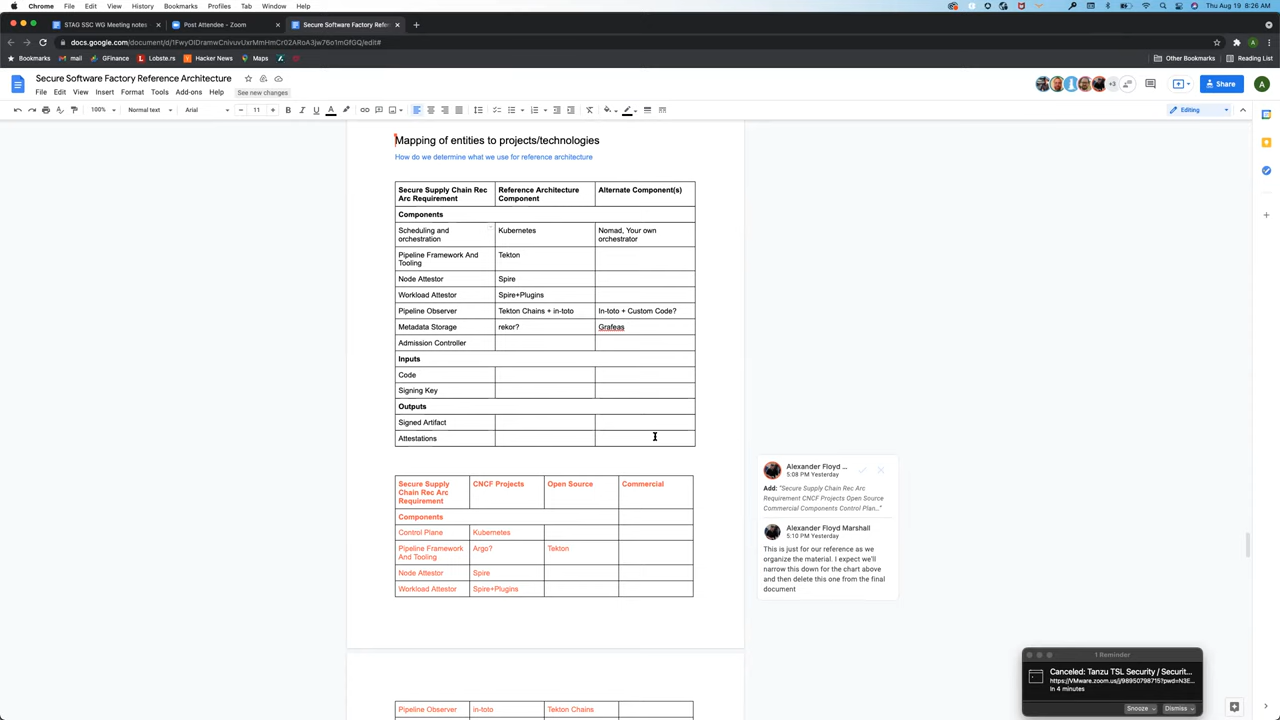 Chrome File Edit View History Bookmarks Profiles Tab Window Help Thu Aug 19 8:26 AM
STAG SSC WG Meeting notes Post Attendee - Zoom Secure Software Factory Refere
docs.google.com/document/d/
Bookmarks mail GFinance Lobste.rs Hacker News Maps Other Bookmarks Reading List
Secure Software Factory Reference Architecture
+3 Share A
File Edit View Insert Format Tools Add-ons Help See new changes
100% Normal text Arial 11 Editing
Mapping of entities to projects/technologies
How do we determine what we use for reference architecture
Secure Supply Chain Rec Arc Requirement Reference Architecture Component Alternate Component(s)
Components
Scheduling and orchestration Kubernetes Nomad, Your own orchestrator
Pipeline Framework And Tooling Tekton
Node Attestor Spire
Workload Attestor Spire+Plugins
Pipeline Observer Tekton Chains + in-toto In-toto + Custom Code?
Metadata Storage rekor? Grafeas
Admission Controller
Inputs
Code
Signing Key
Outputs
Signed Artifact
Attestations
Secure Supply Chain Rec Arc Requirement CNCF Projects Open Source Commercial
Components
Control Plane Kubernetes
Pipeline Framework And Tooling Argo? Tekton
Node Attestor Spire
Workload Attestor Spire+Plugins
Pipeline Observer in-toto Tekton Chains
Alexander Floyd ...
5:08 PM Yesterday
Add: "Secure Supply Chain Rec Arc
Requirement CNCF Projects Open Source
Commercial Components Control Plan..."
Alexander Floyd Marshall
5:10 PM Yesterday
This is just for our reference as we
organize the material. I expect we'll
narrow this down for the chart above
and then delete this one from the final
document
1 Reminder
Canceled: Tanzu TSL Security / Securit...
In 4 minutes
Snooze Dismiss